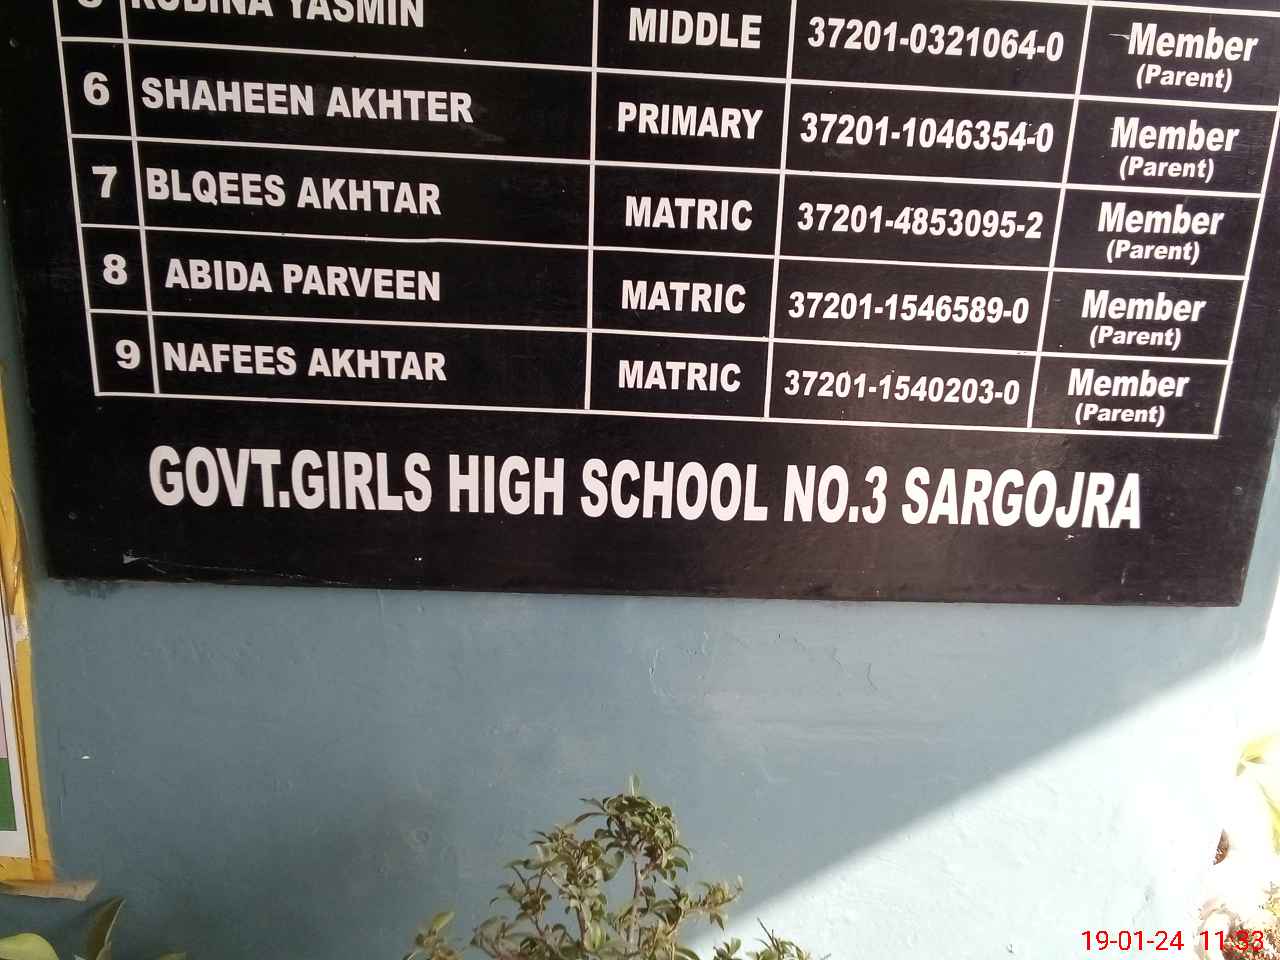 5 RUBINA YASMIN MIDDLE 37201-0321064-0 Member (Parent)
6 SHAHEEN AKHTER PRIMARY 37201-1046354-0 Member (Parent)
7 BLQEES AKHTAR MATRIC 37201-4853095-2 Member (Parent)
8 ABIDA PARVEEN MATRIC 37201-1546589-0 Member (Parent)
9 NAFEES AKHTAR MATRIC 37201-1540203-0 Member (Parent)
GOVT.GIRLS HIGH SCHOOL NO.3 SARGOJRA
19-01-24 11:33